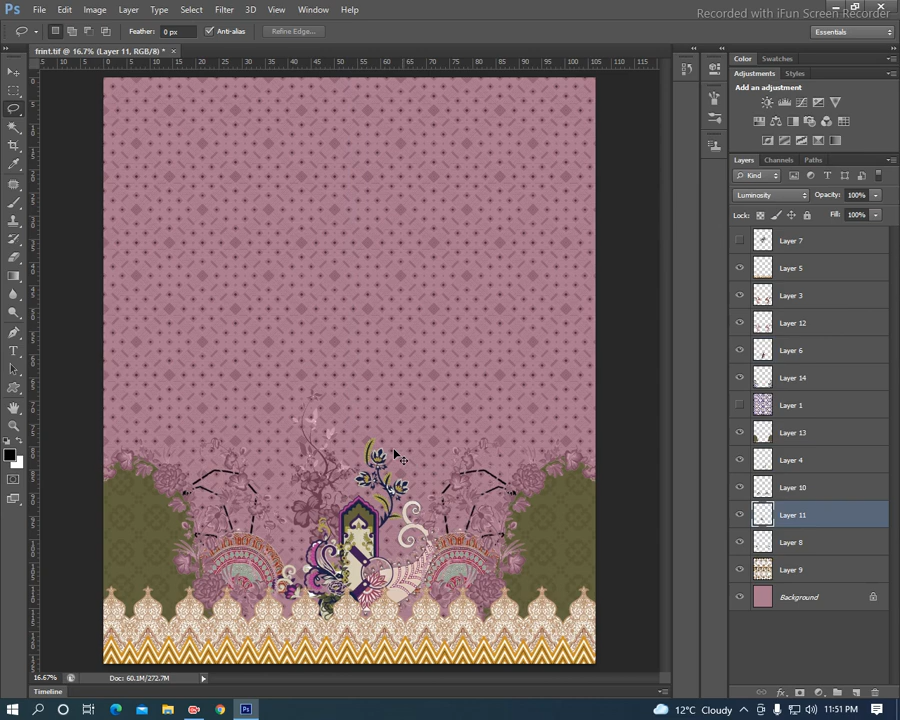 Ps File Edit Image Layer Type Select Filter 3D View Window Help
Recorded with iFun Screen Recorder
Feather: 0 px Anti-alias Refine Edge... Essentials
frint.tif @ 16.7% (Layer 11, RGB/8) *
Color Swatches
Adjustments Styles
Add an adjustment
Layers Channels Paths
Kind
Luminosity Opacity: 100%
Lock: Fill: 100%
Layer 7
Layer 5
Layer 3
Layer 12
Layer 6
Layer 14
Layer 1
Layer 13
Layer 4
Layer 10
Layer 11
Layer 8
Layer 9
Background
16.67% Doc: 60.1M/272.7M
Timeline
12°C Cloudy 11:51 PM